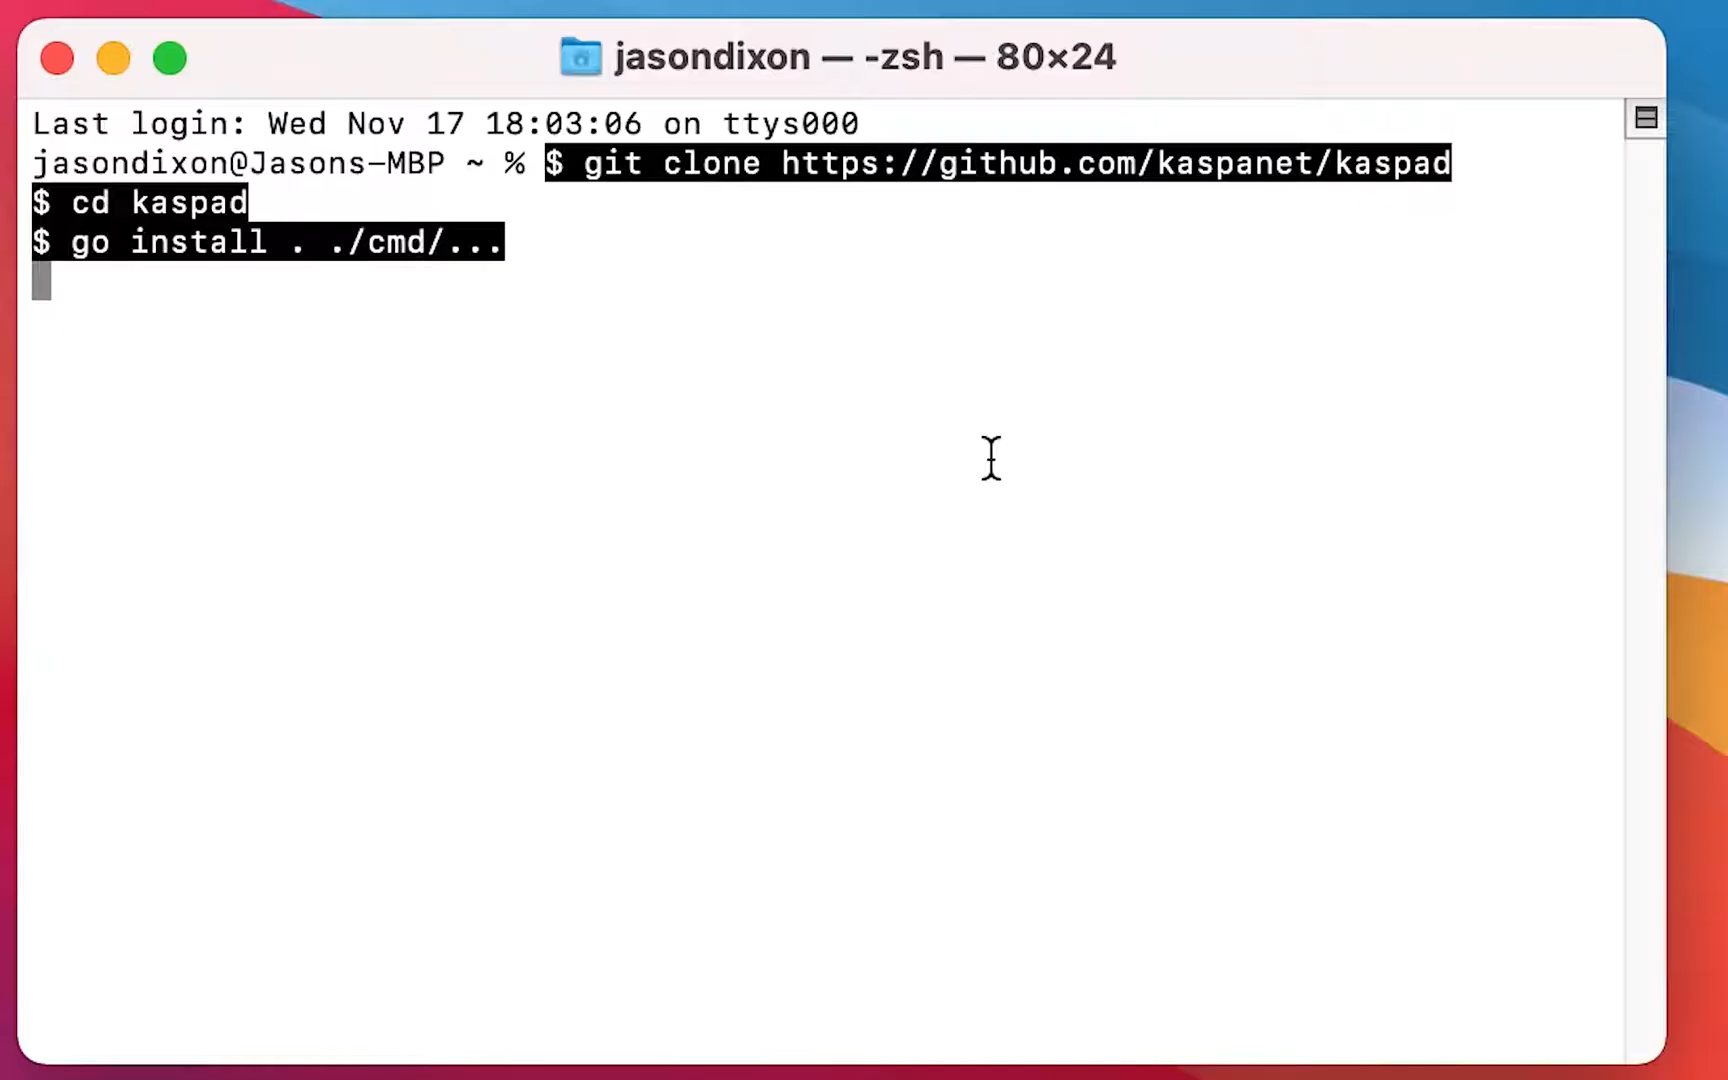 jasondixon — -zsh — 80×24
Last login: Wed Nov 17 18:03:06 on ttys000
jasondixon@Jasons-MBP ~ % $ git clone https://github.com/kaspanet/kaspad
$ cd kaspad
$ go install . ./cmd/...